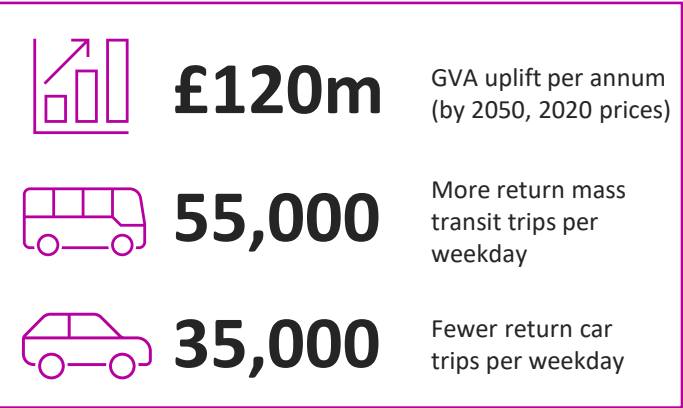 £120m
GVA uplift per annum
(by 2050, 2020 prices)
55,000
More return mass
transit trips per
weekday
35,000
Fewer return car
trips per weekday